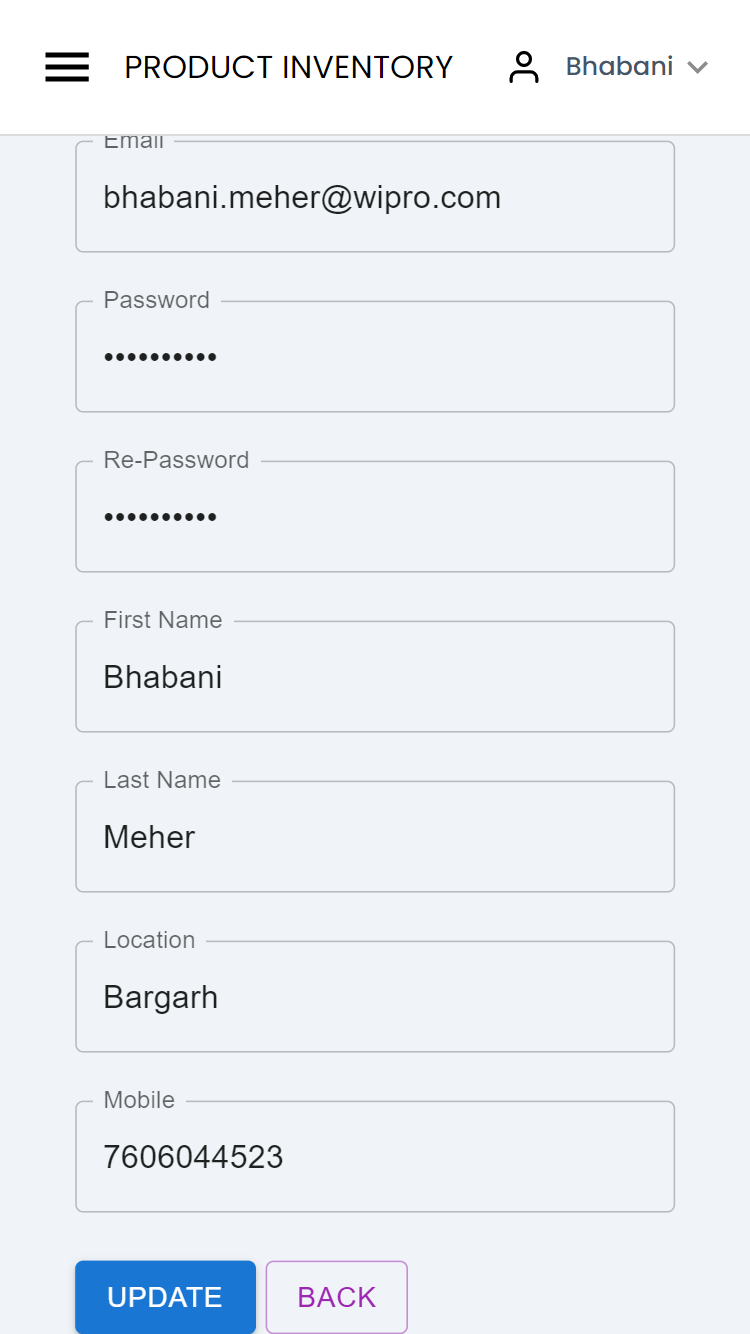 PRODUCT INVENTORY Bhabani
Email
bhabani.meher@wipro.com
Password
••••••••••
Re-Password
••••••••••
First Name
Bhabani
Last Name
Meher
Location
Bargarh
Mobile
7606044523
UPDATE BACK